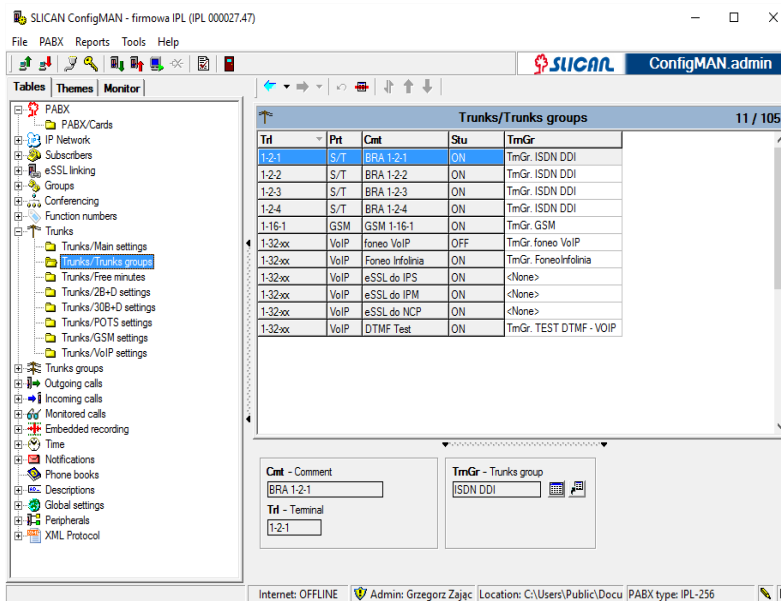 SLICAN ConfigMAN - firmowa IPL (IPL 000027.47)
File PABX Reports Tools Help
SLICAN ConfigMAN.admin
Tables Themes Monitor
PABX
PABX/Cards
IP Network
Subscribers
eSSL linking
Groups
Conferencing
Function numbers
Trunks
Trunks/Main settings
Trunks/Trunks groups
Trunks/Free minutes
Trunks/2B+D settings
Trunks/30B+D settings
Trunks/POTS settings
Trunks/GSM settings
Trunks/VoIP settings
Trunks groups
Outgoing calls
Incoming calls
Monitored calls
Embedded recording
Time
Notifications
Phone books
Descriptions
Global settings
Peripherals
XML Protocol
Trunks/Trunks groups 11 / 105
Trl Prt Cmt Stu TrnGr
1-2-1 S/T BRA 1-2-1 ON TrnGr. ISDN DDI
1-2-2 S/T BRA 1-2-2 ON TrnGr. ISDN DDI
1-2-3 S/T BRA 1-2-3 ON TrnGr. ISDN DDI
1-2-4 S/T BRA 1-2-4 ON TrnGr. ISDN DDI
1-16-1 GSM GSM 1-16-1 ON TrnGr. GSM
1-32-xx VoIP foneo VoIP OFF TrnGr. foneo VoIP
1-32-xx VoIP Foneo Infolinia ON TrnGr. FoneoInfolinia
1-32-xx VoIP eSSL do IPS ON <None>
1-32-xx VoIP eSSL do IPM ON <None>
1-32-xx VoIP eSSL do NCP ON <None>
1-32-xx VoIP DTMF Test ON TrnGr. TEST DTMF - VOIP
Cmt - Comment
BRA 1-2-1
Trl - Terminal
1-2-1
TrnGr - Trunks group
ISDN DDI
Internet: OFFLINE Admin: Grzegorz Zając Location: C:\Users\Public\Docu PABX type: IPL-256